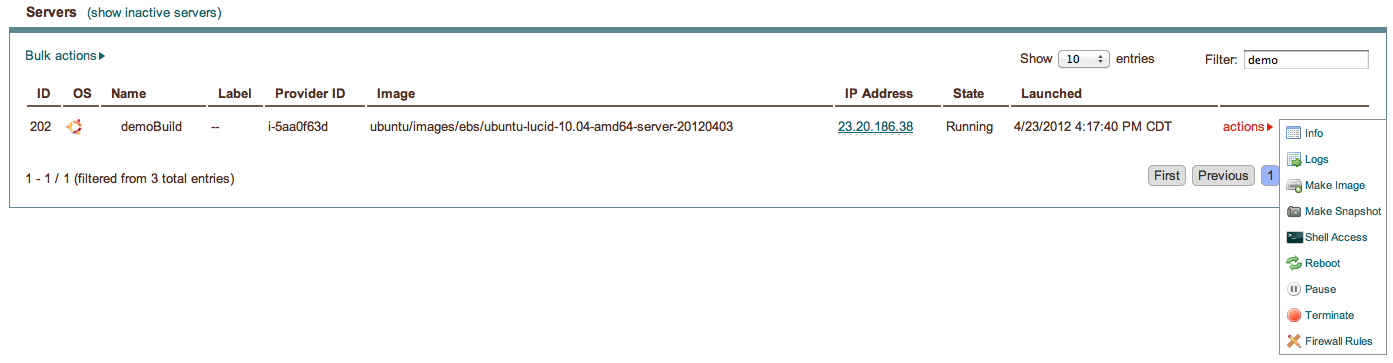 Servers (show inactive servers)
Bulk actions
Show 10 entries Filter: demo
ID OS Name Label Provider ID Image IP Address State Launched
202 demoBuild -- i-5aa0f63d ubuntu/images/ebs/ubuntu-lucid-10.04-amd64-server-20120403 23.20.186.38 Running 4/23/2012 4:17:40 PM CDT actions
Info
Logs
1 - 1 / 1 (filtered from 3 total entries) First Previous 1
Make Image
Make Snapshot
Shell Access
Reboot
Pause
Terminate
Firewall Rules